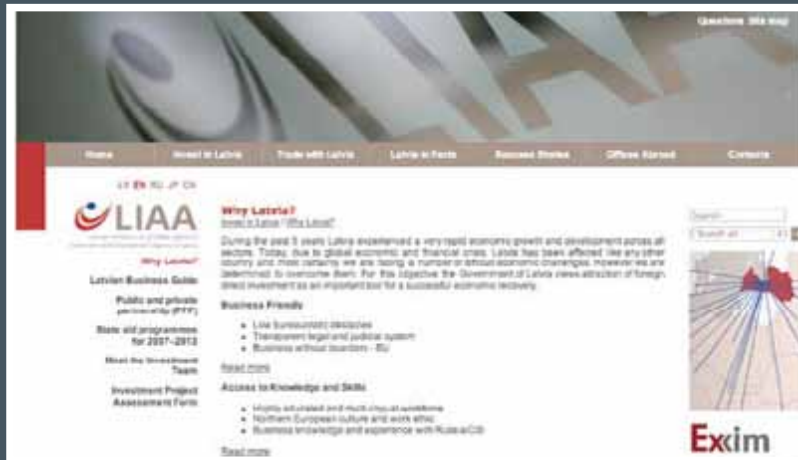 Questions Site map
Home Invest in Latvia Trade with Latvia Latvia in Facts Success Stories Offices Abroad Contacts
LV EN RU JP CN
LIAA
Why Latvia?
Latvian Business Guide
Public and private
partnership (PPP)
State aid programmes
for 2007-2013
Meet the Investment
Team
Investment Project
Assessment Form
Why Latvia?
Invest in Latvia / Why Latvia?
During the past 5 years Latvia experienced a very rapid economic growth and development across all
sectors. Today, due to global economic and financial crisis, Latvia has been affected like any other
country and most certainly we are facing a number of serious economic challenges. However we are
determined to overcome them. For this objective the Government of Latvia views attraction of foreign
direct investment as an important tool for a successful economic recovery.
Business Friendly
Low bureaucratic obstacles
Transparent legal and judicial system
Business without boarders - EU
Read more
Access to Knowledge and Skills
Highly educated and multi-lingual workforce
Northern European culture and work ethic
Business knowledge and experience with Russia/CIS
Read more
Search
Search all
Exxim